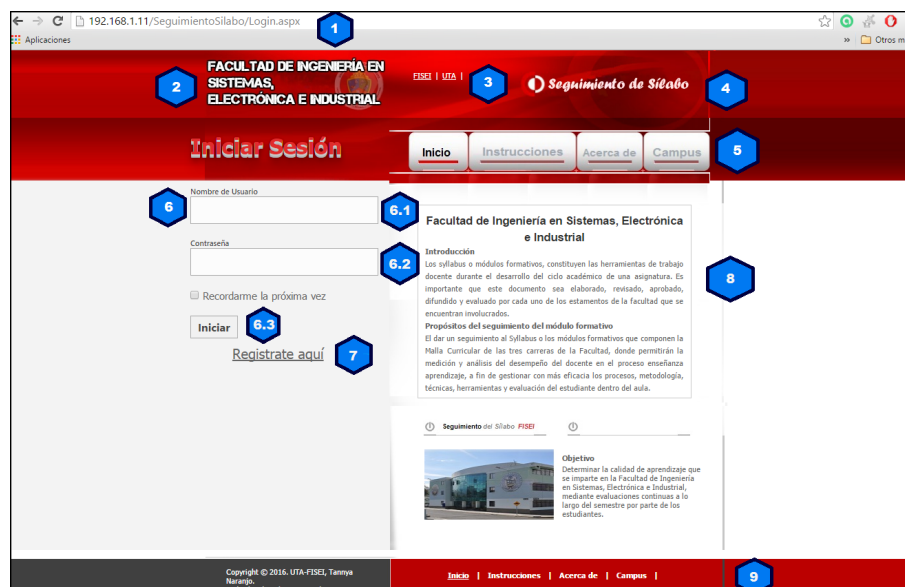 192.168.1.11/SeguimientoSilabo/Login.aspx
1
Aplicaciones
»
Otros m
FACULTAD DE INGENIERÍA EN
SISTEMAS,
ELECTRÓNICA E INDUSTRIAL
2
FISEI | UTA |
3
Seguimiento de Sílabo
4
Iniciar Sesión
Inicio
Instrucciones
Acerca de
Campus
5
Nombre de Usuario
6
6.1
Contraseña
6.2
Recordarme la próxima vez
Iniciar
6.3
Registrate aquí
7
Facultad de Ingeniería en Sistemas, Electrónica
e Industrial
Introducción
Los syllabus o módulos formativos, constituyen las herramientas de trabajo
docente durante el desarrollo del ciclo académico de una asignatura. Es
importante que este documento sea elaborado, revisado, aprobado,
difundido y evaluado por cada uno de los estamentos de la facultad que se
encuentran involucrados.
Propósitos del seguimiento del módulo formativo
El dar un seguimiento al Syllabus o los módulos formativos que componen la
Malla Curricular de las tres carreras de la Facultad, donde permitirán la
medición y análisis del desempeño del docente en el proceso enseñanza
aprendizaje, a fin de gestionar con más eficacia los procesos, metodología,
técnicas, herramientas y evaluación del estudiante dentro del aula.
8
Seguimiento del Sílabo FISEI
Objetivo
Determinar la calidad de aprendizaje que
se imparte en la Facultad de Ingeniería
en Sistemas, Electrónica e Industrial,
mediante evaluaciones continuas a lo
largo del semestre por parte de los
estudiantes.
Copyright © 2016. UTA-FISEI, Tannya
Naranjo.
Inicio | Instrucciones | Acerca de | Campus |
9